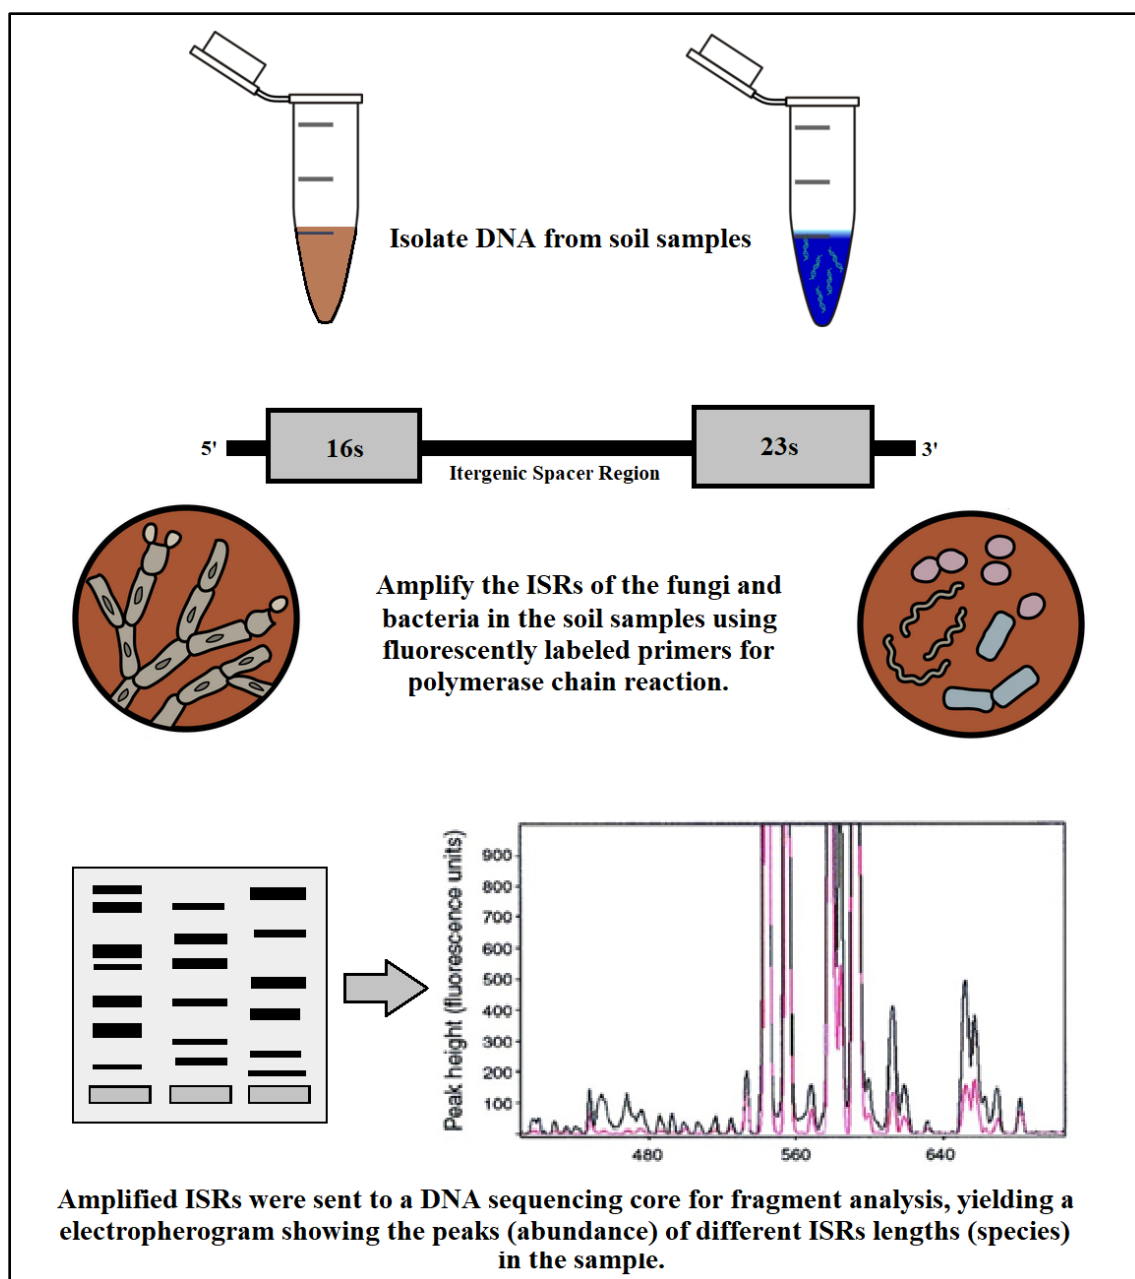 Isolate DNA from soil samples
5'
16s
23s
3'
Itergenic Spacer Region
Amplify the ISRs of the fungi and
bacteria in the soil samples using
fluorescently labeled primers for
polymerase chain reaction.
Peak height (fluorescence units)
900
800
700
600
500
400
300
200
100
480
560
640
Amplified ISRs were sent to a DNA sequencing core for fragment analysis, yielding a
electropherogram showing the peaks (abundance) of different ISRs lengths (species)
in the sample.